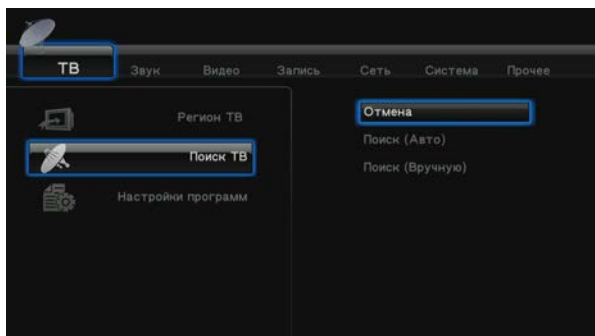 ТВ Звук Видео Запись Сеть Система Прочее
Регион ТВ
Поиск ТВ
Настройки программ
Отмена
Поиск (Авто)
Поиск (Вручную)